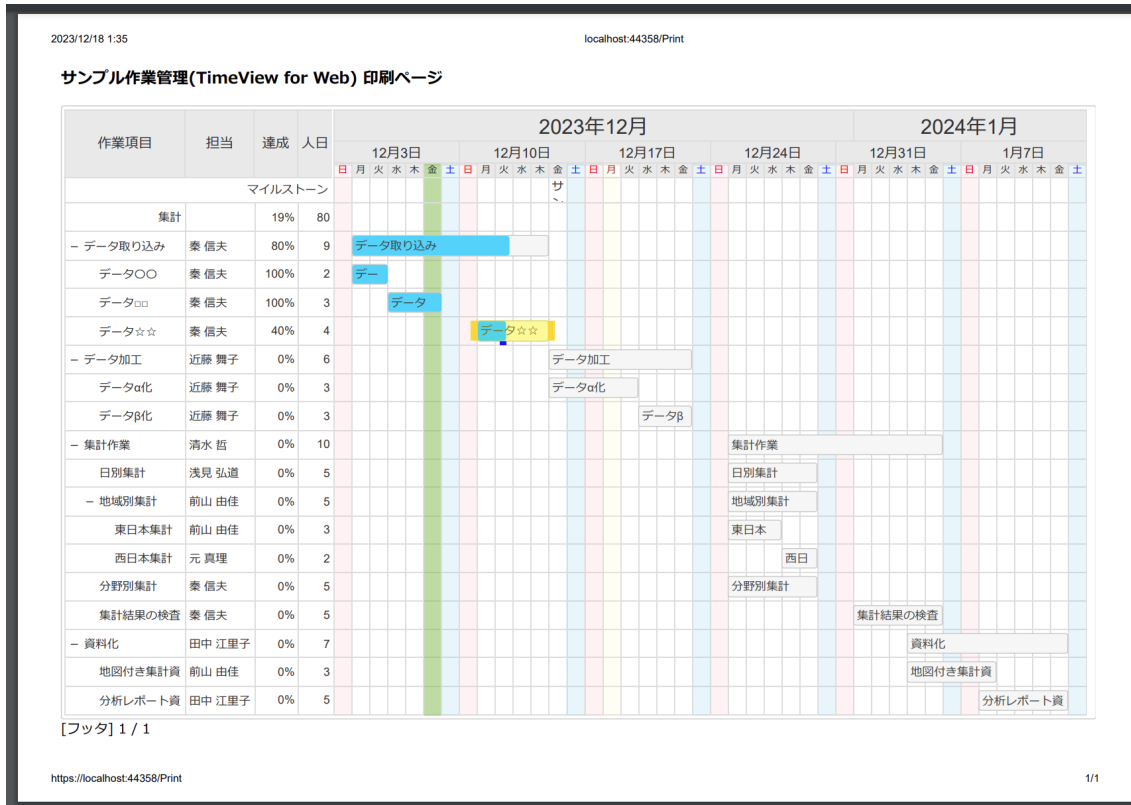 2023/12/18 1:35 localhost:44358/Print
サンプル作業管理(TimeView for Web) 印刷ページ
作業項目 担当 達成 人日 2023年12月 2024年1月
12月3日 12月10日 12月17日 12月24日 12月31日 1月7日
日 月 火 水 木 金 土 日 月 火 水 木 金 土 日 月 火 水 木 金 土 日 月 火 水 木 金 土 日 月 火 水 木 金 土 日 月 火 水 木 金 土
マイルストーン サ
集計 19% 80
− データ取り込み 秦 信夫 80% 9 データ取り込み
データ〇〇 秦 信夫 100% 2 デー
データ□□ 秦 信夫 100% 3 データ
データ☆☆ 秦 信夫 40% 4 データ☆☆
− データ加工 近藤 舞子 0% 6 データ加工
データα化 近藤 舞子 0% 3 データα化
データβ化 近藤 舞子 0% 3 データβ
− 集計作業 清水 哲 0% 10 集計作業
日別集計 浅見 弘道 0% 5 日別集計
− 地域別集計 前山 由佳 0% 5 地域別集計
東日本集計 前山 由佳 0% 3 東日本
西日本集計 元 真理 0% 2 西日
分野別集計 秦 信夫 0% 5 分野別集計
集計結果の検査 秦 信夫 0% 5 集計結果の検査
− 資料化 田中 江里子 0% 7 資料化
地図付き集計資 前山 由佳 0% 3 地図付き集計資
分析レポート資 田中 江里子 0% 5 分析レポート資
[フッタ] 1 / 1
https://localhost:44358/Print 1/1